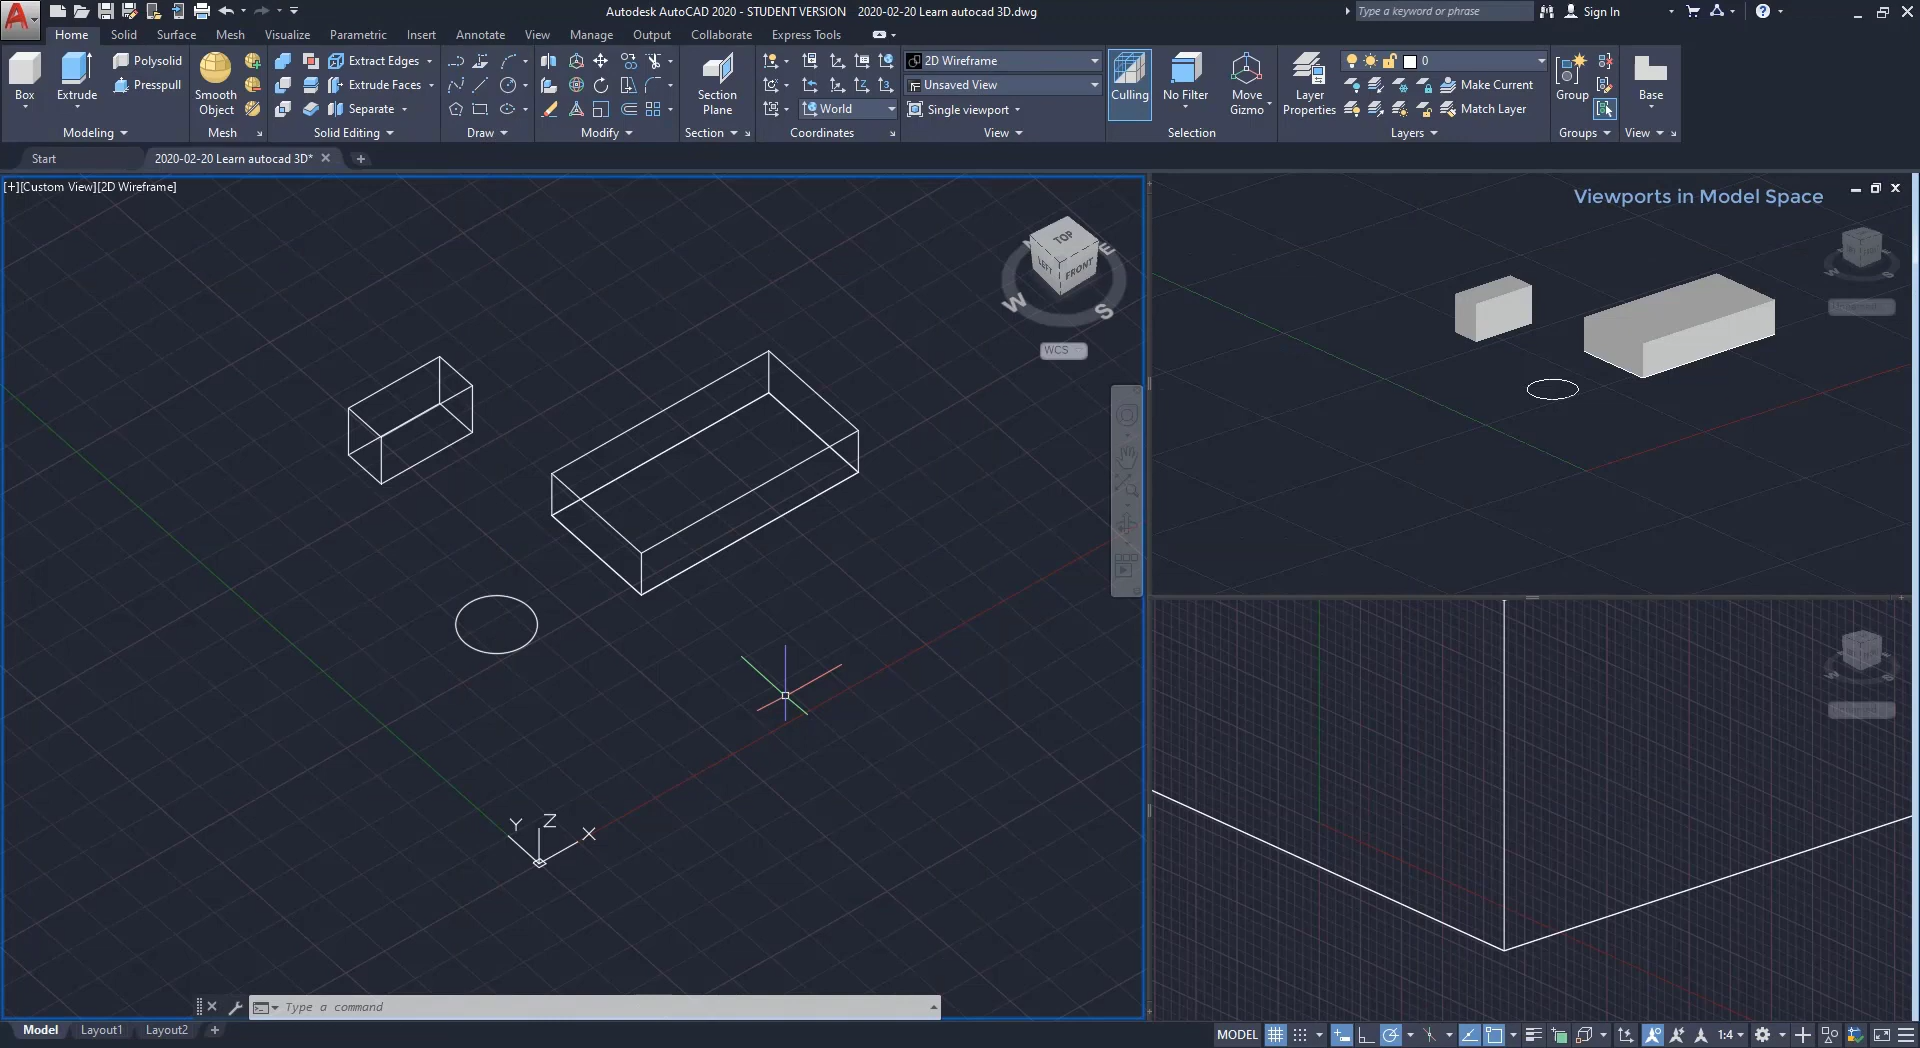 Autodesk AutoCAD 2020 - STUDENT VERSION 2020-02-20 Learn autocad 3D.dwg
Type a keyword or phrase
Sign In
Home Solid Surface Mesh Visualize Parametric Insert Annotate View Manage Output Collaborate Express Tools
Box
Extrude
Polysolid
Presspull
Modeling
Smooth
Object
Mesh
Extract Edges
Extrude Faces
Separate
Solid Editing
Draw
Modify
Section
Plane
Section
World
Coordinates
2D Wireframe
Unsaved View
Single viewport
View
Culling
No Filter
Move
Gizmo
Selection
Layer
Properties
0
Make Current
Match Layer
Layers
Group
Groups
Base
View
Start
2020-02-20 Learn autocad 3D*
[+][Custom View][2D Wireframe]
Viewports in Model Space
TOP
LEFT
FRONT
E
W
S
WCS
W
S
Y
Z
X
W
S
Type a command
Model Layout1 Layout2
MODEL
1:4